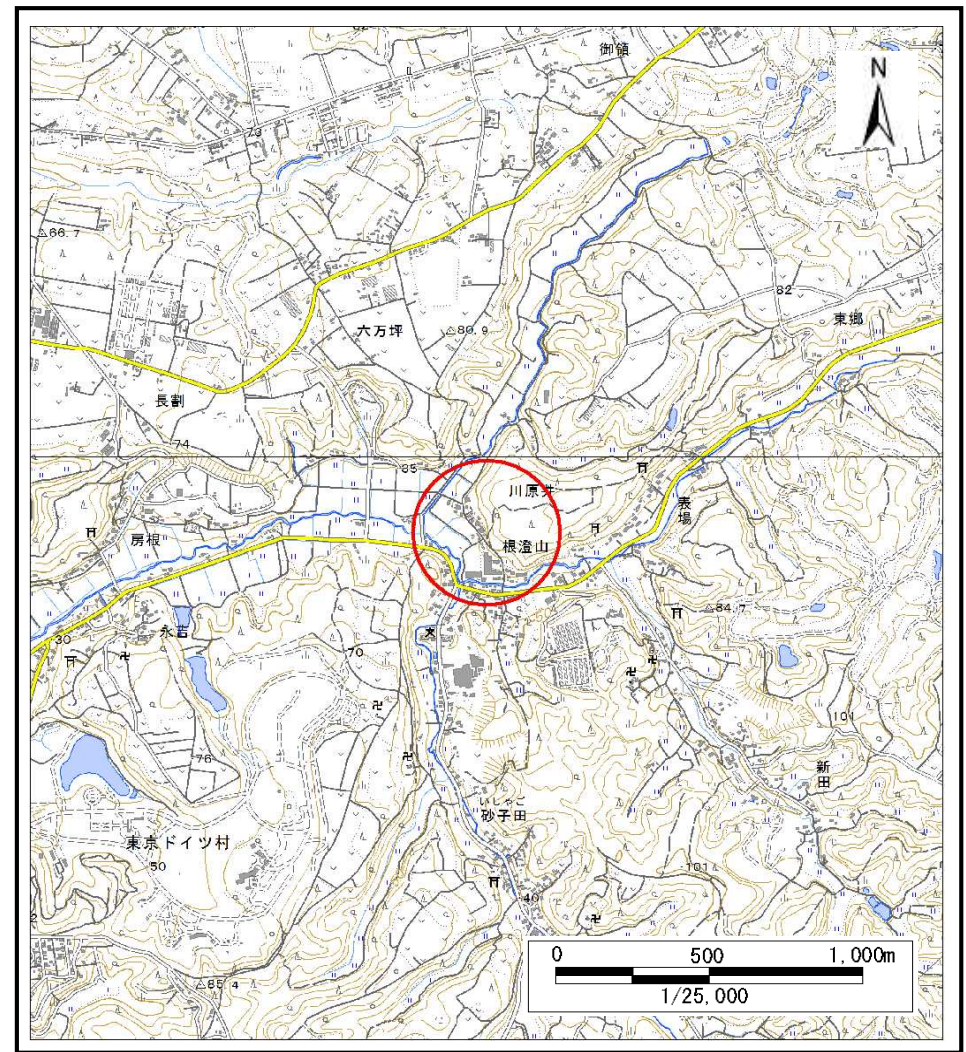 御領
N
70
△66.7
82
六万坪
△80.9
東郷
長割
74
85
川原井
表場
房根
根澄山
永吉
30
△84.7
70
101
76
新田
いしゃご
砂子田
東京ドイツ村
50
101
40
△85.4
0 500 1,000m
1/25,000